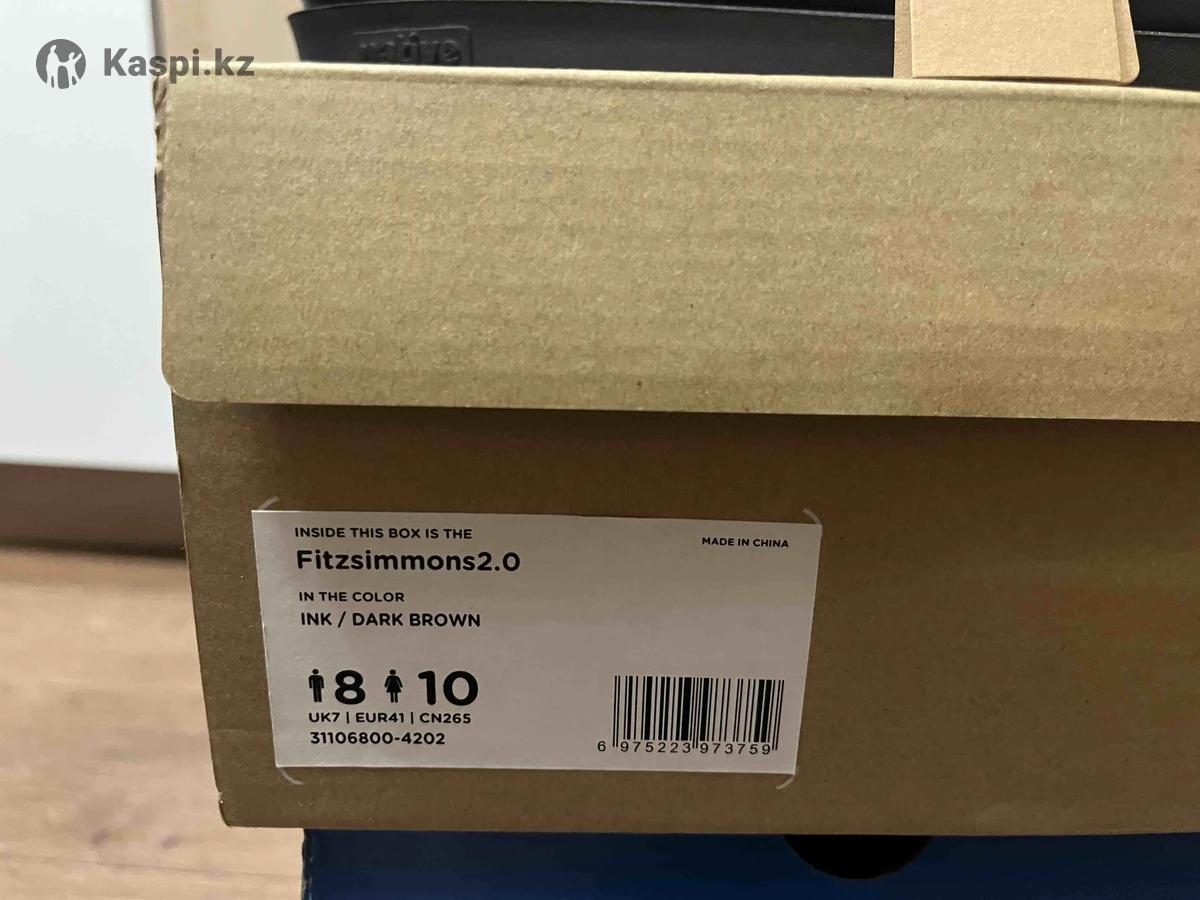 Kaspi.kz
native
INSIDE THIS BOX IS THE
Fitzsimmons2.0
MADE IN CHINA
IN THE COLOR
INK / DARK BROWN
8 10
UK7 | EUR41 | CN265
31106800-4202
6 975223 973759